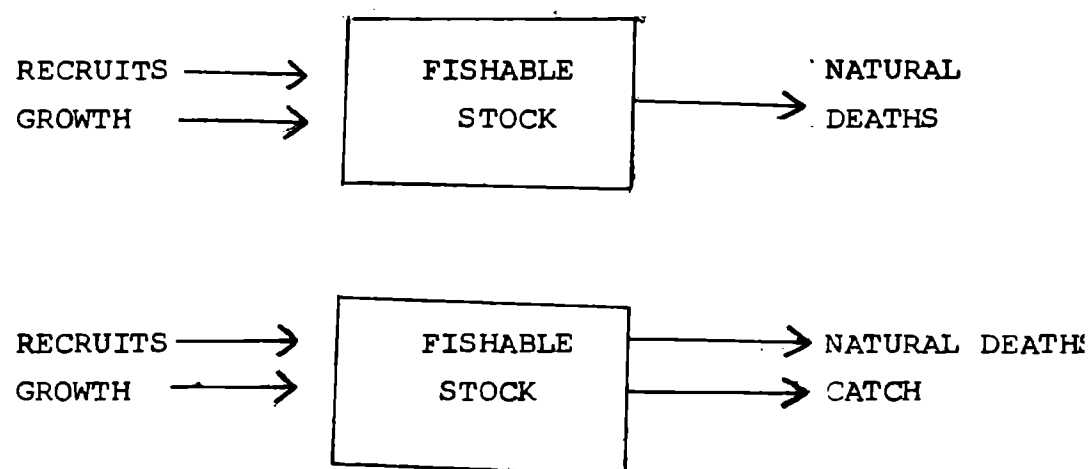 RECRUITS FISHABLE NATURAL
GROWTH STOCK DEATHS
RECRUITS FISHABLE NATURAL DEATHS
GROWTH STOCK CATCH